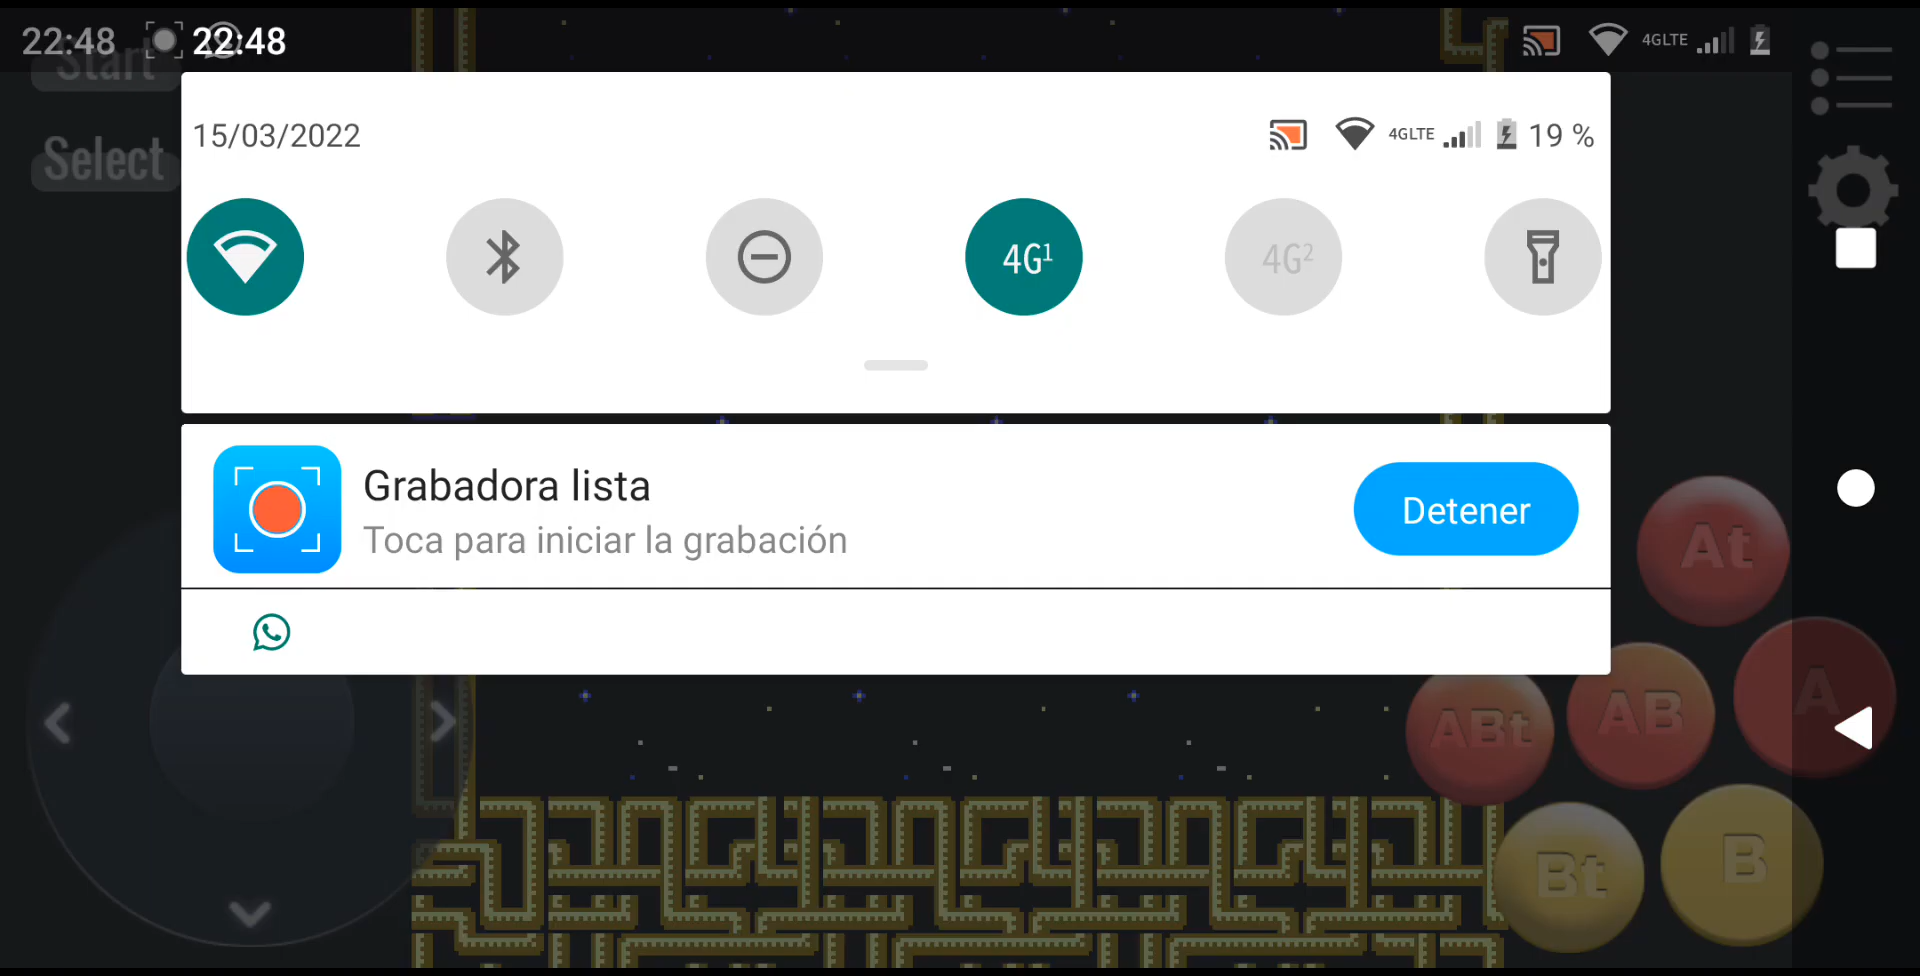 22:48
22:48
4GLTE
Start
15/03/2022
4GLTE
19 %
Select
4G1
4G2
Grabadora lista
Toca para iniciar la grabación
Detener
At
A
ABt
AB
Bt
B